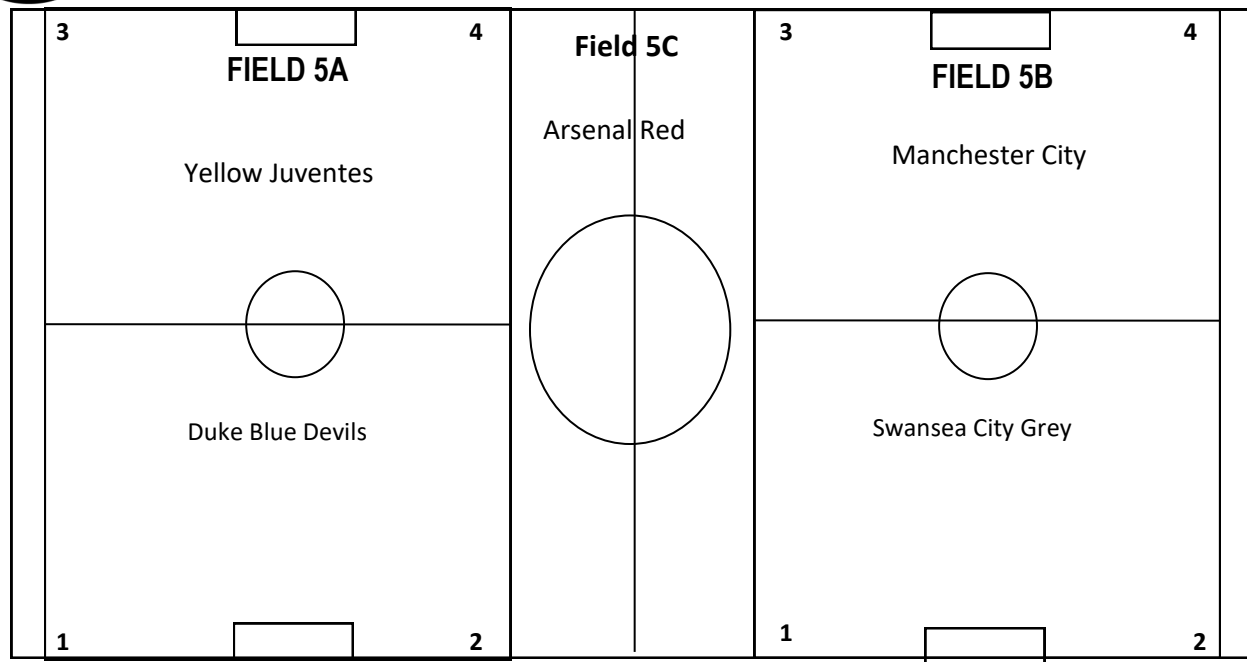 3
4
FIELD 5A
Yellow Juventes
Duke Blue Devils
1
2
Field 5C
Arsenal Red
3
4
FIELD 5B
Manchester City
Swansea City Grey
1
2